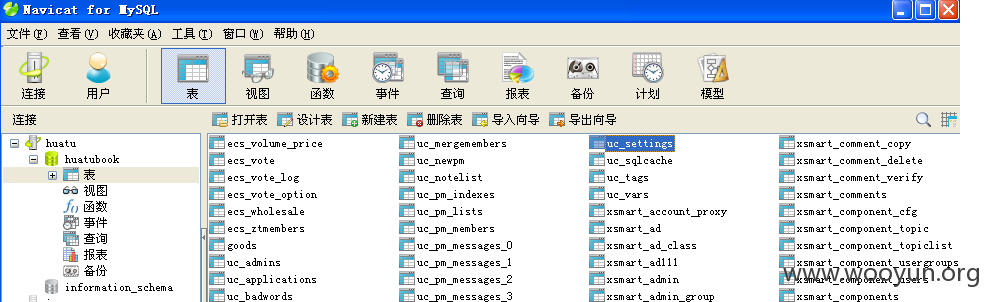 Navicat for MySQL
文件(F) 查看(V) 收藏夹(A) 工具(T) 窗口(W) 帮助(H)
连接 用户 表 视图 函数 事件 查询 报表 备份 计划 模型
连接 打开表 设计表 新建表 删除表 导入向导 导出向导
huatu
huatubook
表
视图
函数
事件
查询
报表
备份
information_schema
ecs_volume_price uc_mergemembers uc_settings xsmart_comment_copy
ecs_vote uc_newpm uc_sqlcache xsmart_comment_delete
ecs_vote_log uc_notelist uc_tags xsmart_comment_verify
ecs_vote_option uc_pm_indexes uc_vars xsmart_comments
ecs_wholesale uc_pm_lists xsmart_account_proxy xsmart_component_cfg
ecs_ztmembers uc_pm_members xsmart_ad xsmart_component_topic
goods uc_pm_messages_0 xsmart_ad_class xsmart_component_topiclist
uc_admins uc_pm_messages_1 xsmart_ad111 xsmart_component_usergroups
uc_applications uc_pm_messages_2 xsmart_admin xsmart_component_users
uc_badwords uc_pm_messages_3 xsmart_admin_group
www.wooyun.org